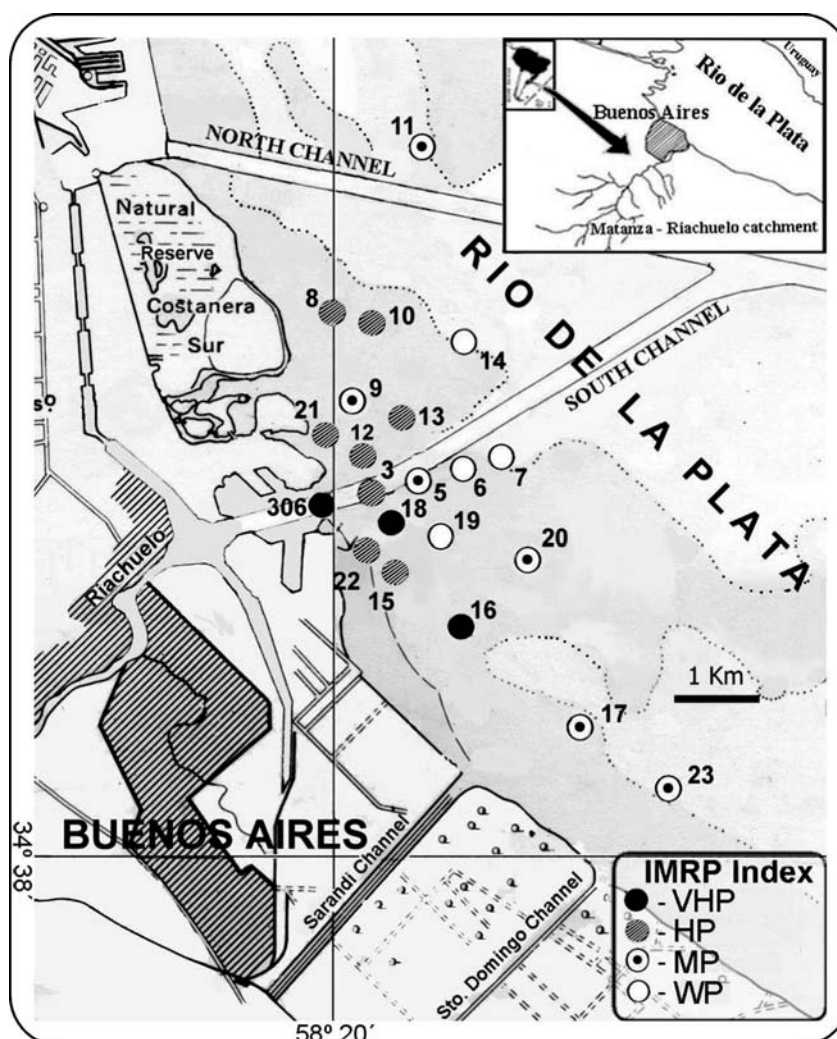 11
NORTH CHANNEL
Uruguay
Rio de la Plata
Buenos Aires
Matanza - Riachuelo catchment
Natural
Reserve
Costanera
Sur
RIO DE LA PLATA
SOUTH CHANNEL
8
10
14
9
13
21
12
3
5
6
7
306
18
19
20
22
15
16
Riachuelo
1 Km
17
23
BUENOS AIRES
34º 38'
Sarandi Channel
Sto. Domingo Channel
IMRP Index
- VHP
- HP
- MP
- WP
58º 20´